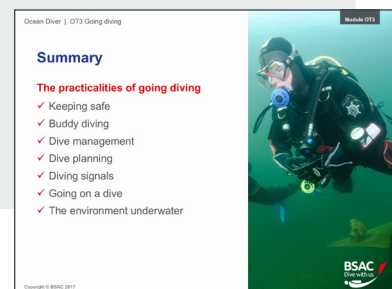 Ocean Diver | OT3 Going diving
Module OT3
Summary
The practicalities of going diving
✓ Keeping safe
✓ Buddy diving
✓ Dive management
✓ Dive planning
✓ Diving signals
✓ Going on a dive
✓ The environment underwater
BSAC
Dive with us
Copyright © BSAC 2017